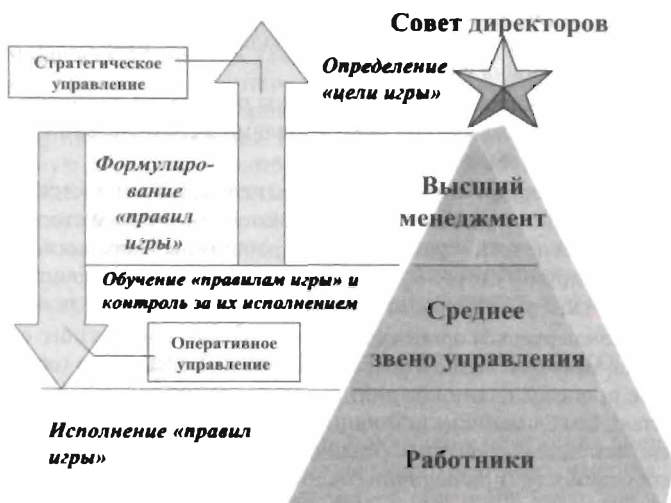 Совет директоров
Стратегическое
управление
Определение
«цели игры»
Формулиро-
вание
«правил
игры»
Высший
менеджмент
Обучение «правилам игры» и
контроль за их исполнением
Среднее
звено управления
Оперативное
управление
Исполнение «правил
игры»
Работники